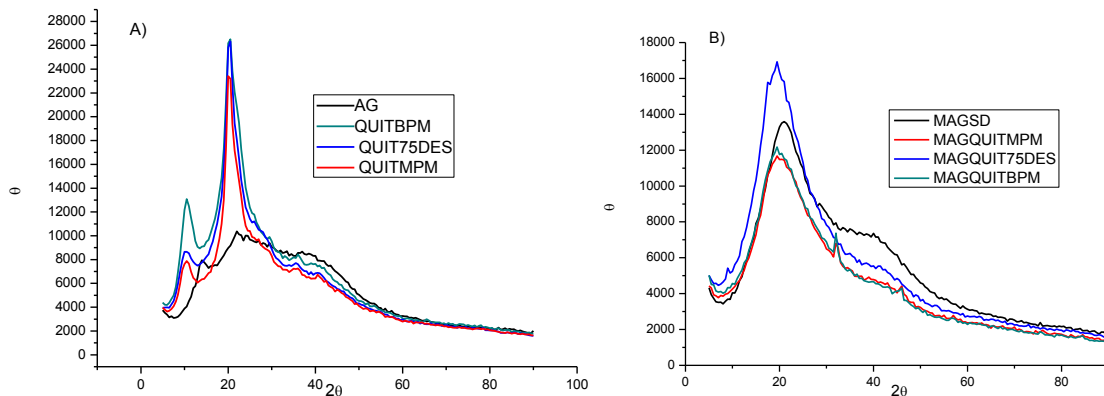 A)
28000
26000
24000
22000
20000
18000
16000
14000
12000
10000
8000
6000
4000
2000
0
θ
AG
QUITBPM
QUIT75DES
QUITMPM
0 20 40 60 80 100
2θ
B)
18000
16000
14000
12000
10000
8000
6000
4000
2000
0
θ
MAGSD
MAGQUITMPM
MAGQUIT75DES
MAGQUITBPM
0 20 40 60 80
2θ